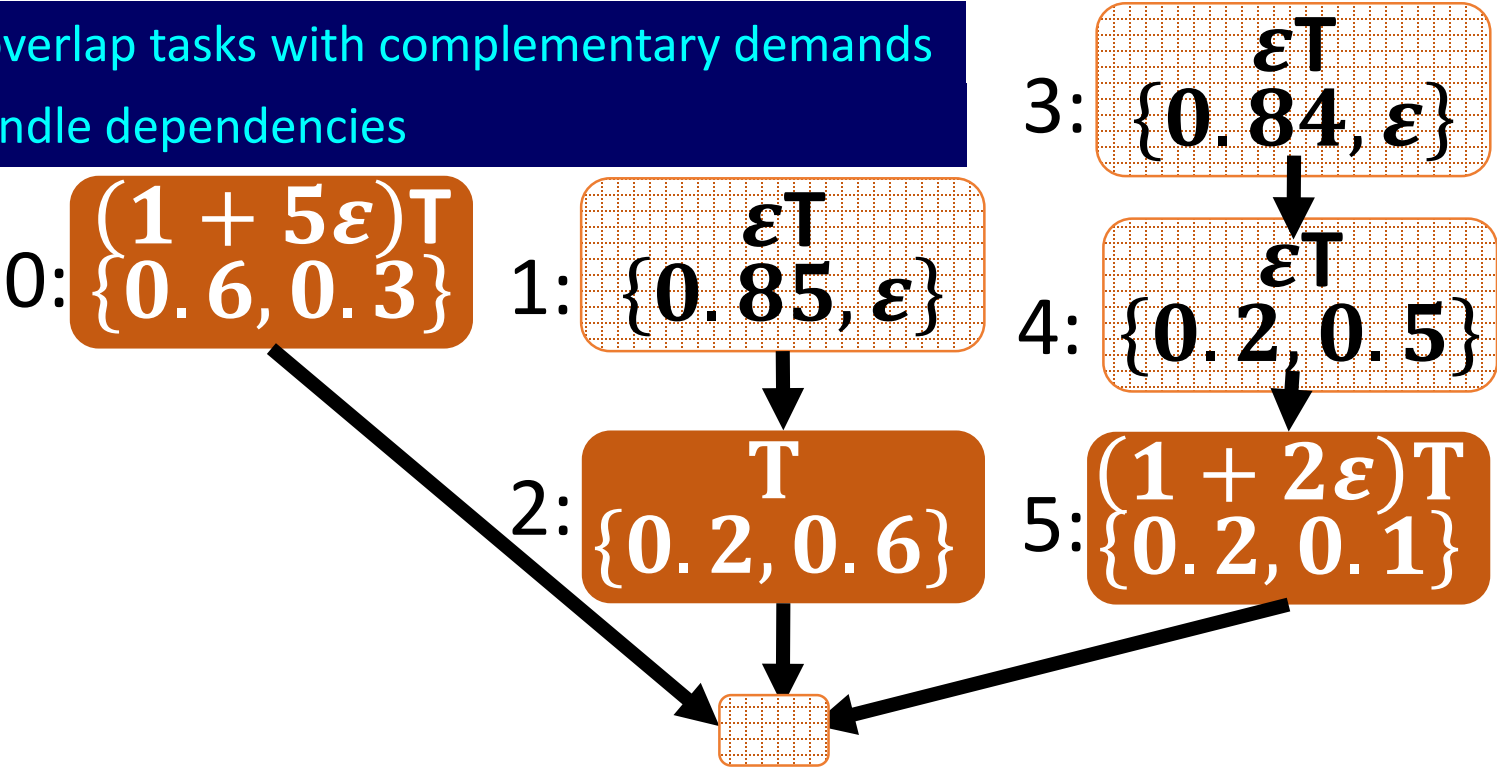 overlap tasks with complementary demands
ndle dependencies
0:
(1 + 5ε)T
{0.6, 0.3}
1:
εT
{0.85, ε}
2:
T
{0.2, 0.6}
3:
εT
{0.84, ε}
4:
εT
{0.2, 0.5}
5:
(1 + 2ε)T
{0.2, 0.1}